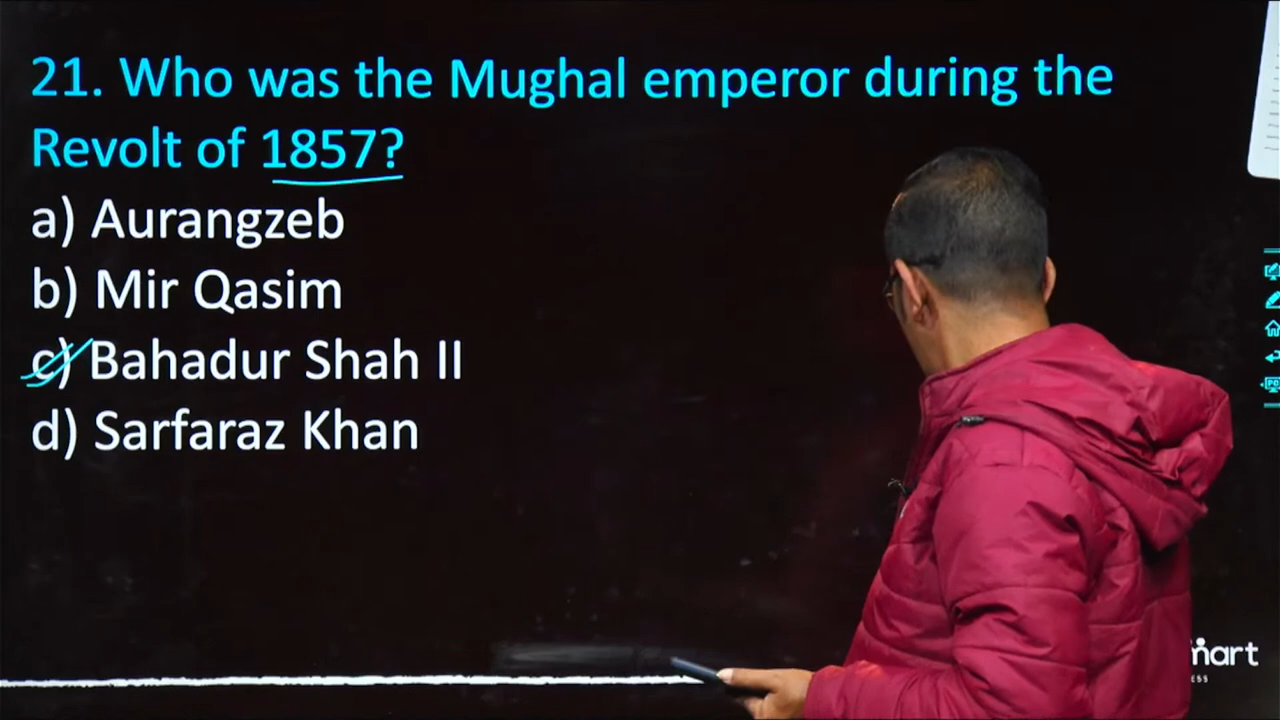 21. Who was the Mughal emperor during the
Revolt of 1857?
a) Aurangzeb
b) Mir Qasim
c) Bahadur Shah II
d) Sarfaraz Khan